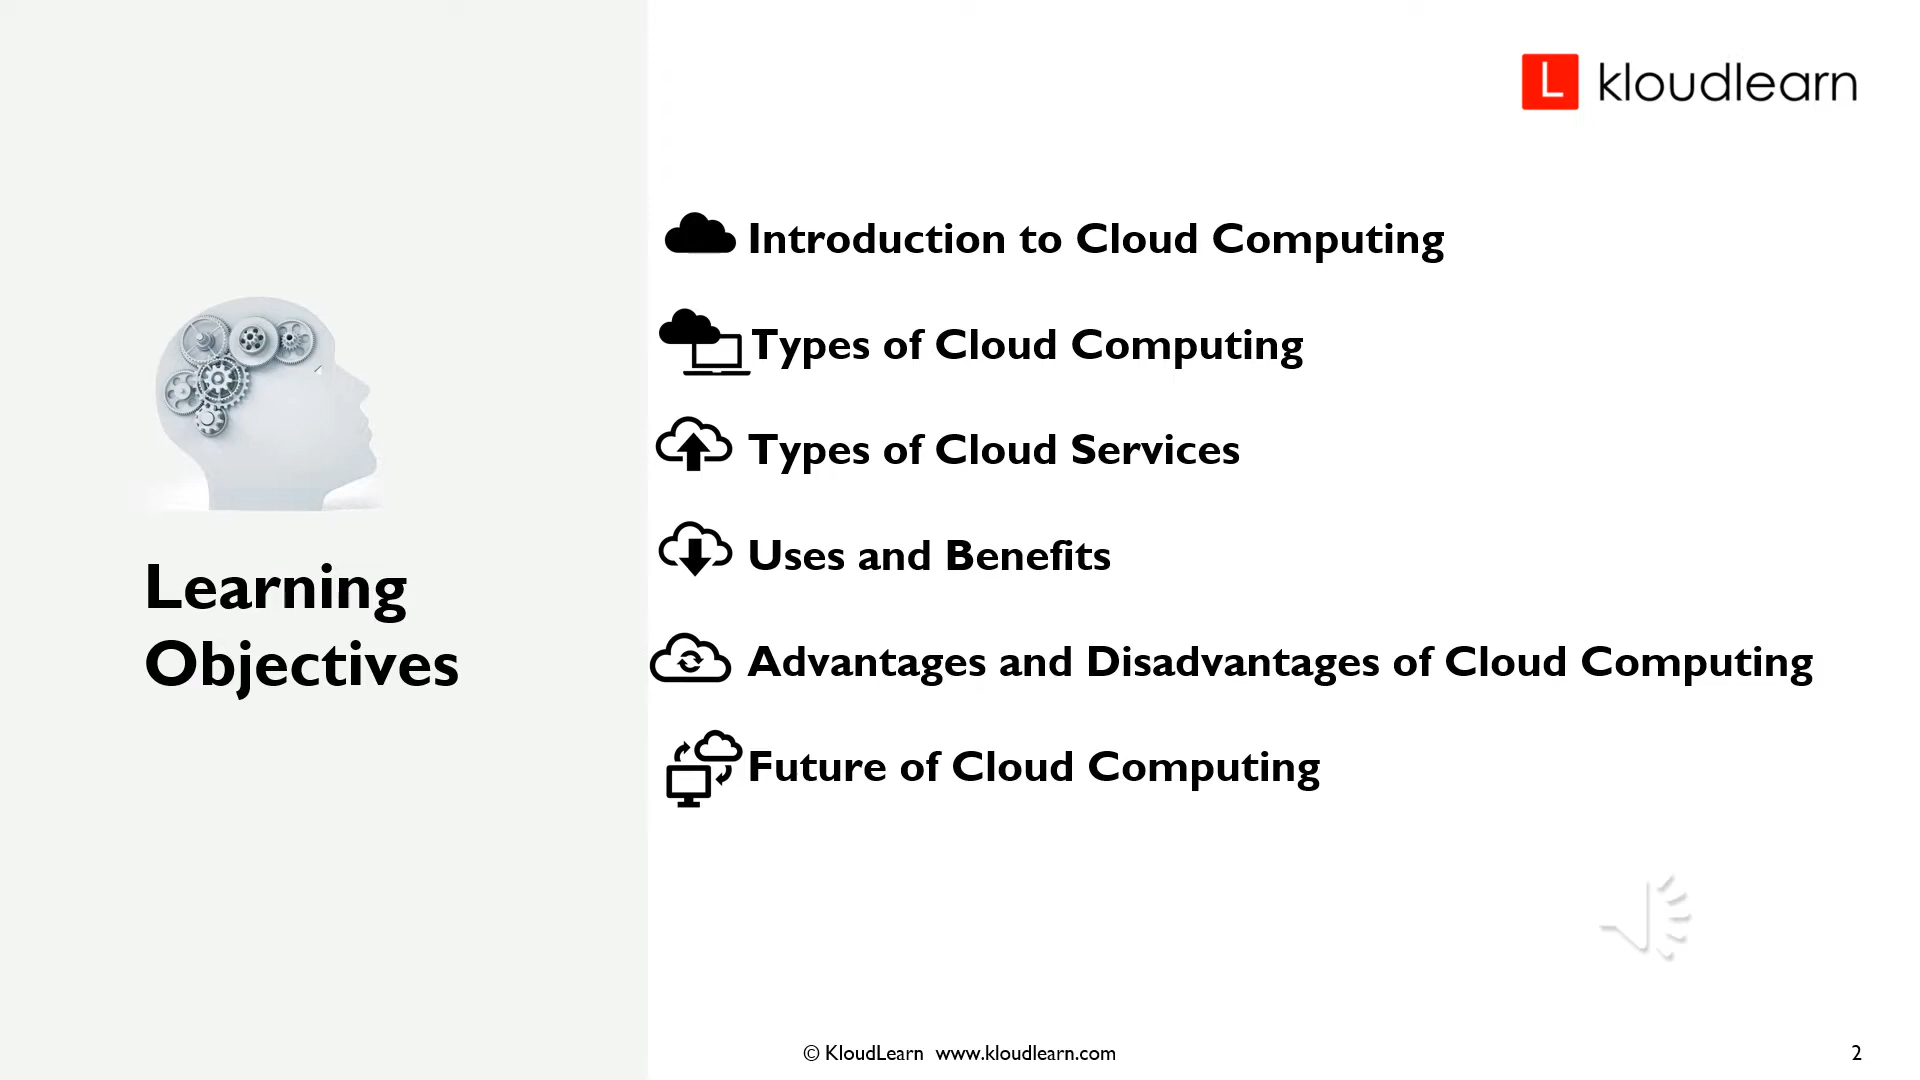 L kloudlearn
Introduction to Cloud Computing
Types of Cloud Computing
Types of Cloud Services
Uses and Benefits
Advantages and Disadvantages of Cloud Computing
Future of Cloud Computing
Learning
Objectives
© KloudLearn www.kloudlearn.com
2